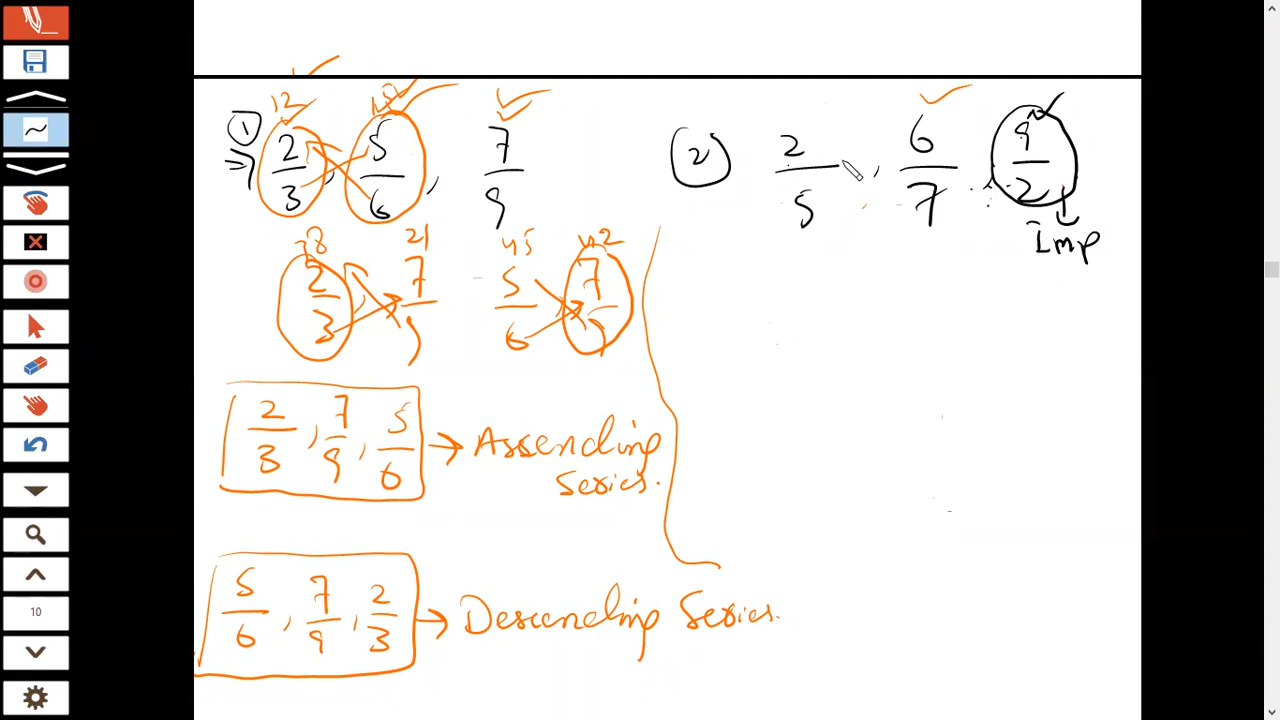 12 15
① 2/3, 5/6, 7/9
18 21 45 42
2/3, 7/9 5/6, 7/9
2/3, 7/9, 5/6 → Assending
Series.
5/6, 7/9, 2/3 → Descending Series.
② 2/5, 6/7, 9/2
Imp
10